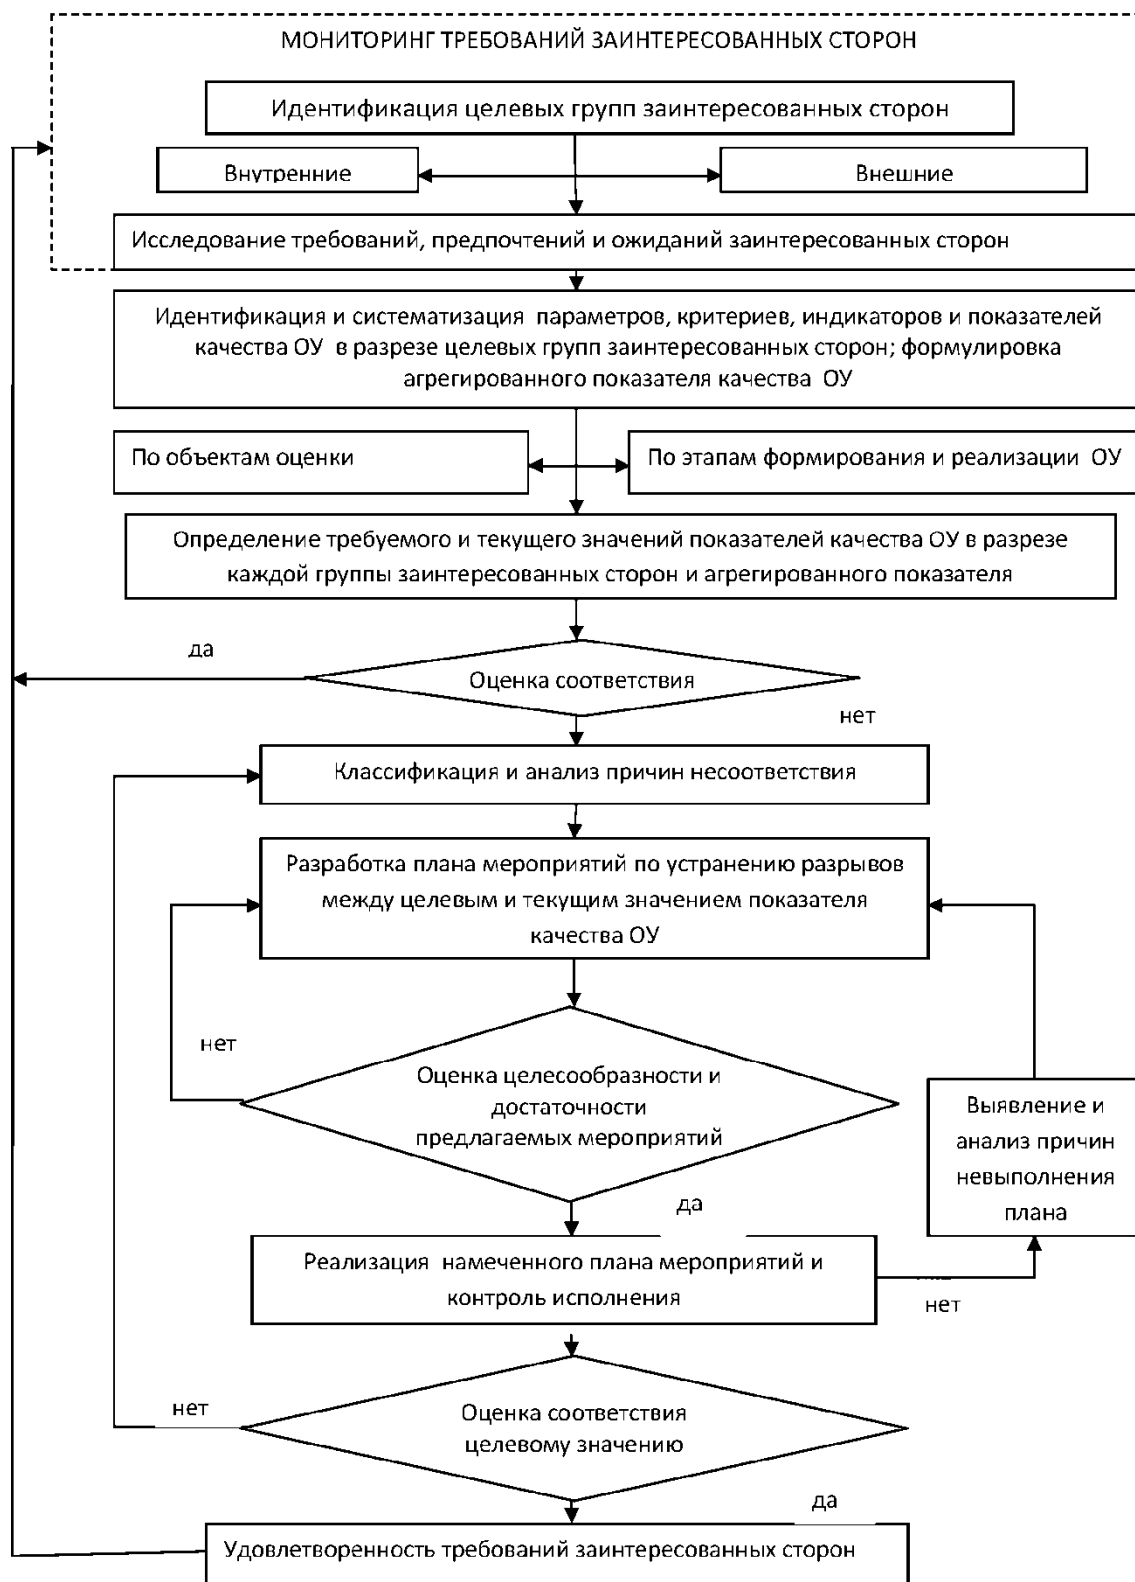 МОНИТОРИНГ ТРЕБОВАНИЙ ЗАИНТЕРЕСОВАННЫХ СТОРОН
Идентификация целевых групп заинтересованных сторон
Внутренние
Внешние
Исследование требований, предпочтений и ожиданий заинтересованных сторон
Идентификация и систематизация параметров, критериев, индикаторов и показателей
качества ОУ в разрезе целевых групп заинтересованных сторон; формулировка
агрегированного показателя качества ОУ
По объектам оценки
По этапам формирования и реализации ОУ
Определение требуемого и текущего значений показателей качества ОУ в разрезе
каждой группы заинтересованных сторон и агрегированного показателя
да
Оценка соответствия
нет
Классификация и анализ причин несоответствия
Разработка плана мероприятий по устранению разрывов
между целевым и текущим значением показателя
качества ОУ
нет
Оценка целесообразности и
достаточности
предлагаемых мероприятий
Выявление и
анализ причин
невыполнения
плана
да
Реализация намеченного плана мероприятий и
контроль исполнения
нет
нет
Оценка соответствия
целевому значению
да
Удовлетворенность требований заинтересованных сторон